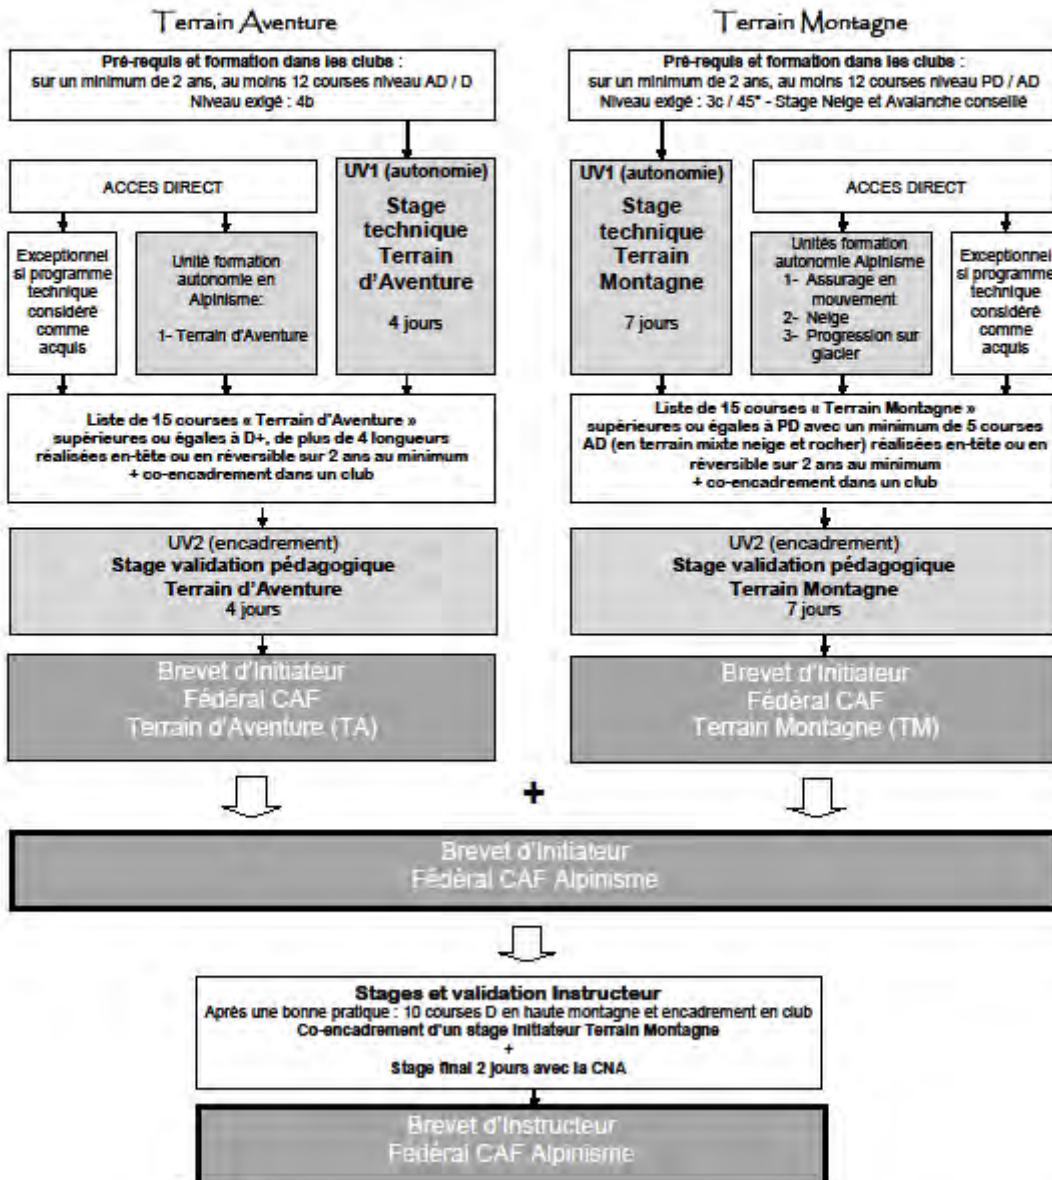 Terrain Aventure
Pré-requis et formation dans les clubs :
sur un minimum de 2 ans, au moins 12 courses niveau AD / D
Niveau exigé : 4b
ACCES DIRECT
Exceptionnel
si programme
technique
considéré
comme
acquis
Unité formation
autonomie en
Alpinisme:
1- Terrain d'Aventure
UV1 (autonomie)
Stage
technique
Terrain
d'Aventure
4 jours
Liste de 15 courses « Terrain d'Aventure »
supérieures ou égales à D+, de plus de 4 longueurs
réalisées en-tête ou en réversible sur 2 ans au minimum
+ co-encadrement dans un club
UV2 (encadrement)
Stage validation pédagogique
Terrain d'Aventure
4 jours
Brevet d'Initiateur
Fédéral CAF
Terrain d'Aventure (TA)
Terrain Montagne
Pré-requis et formation dans les clubs :
sur un minimum de 2 ans, au moins 12 courses niveau PD / AD
Niveau exigé : 3c / 45° - Stage Neige et Avalanche conseillé
UV1 (autonomie)
Stage
technique
Terrain
Montagne
7 jours
ACCES DIRECT
Unités formation
autonomie Alpinisme
1- Assurage en
mouvement
2- Neige
3- Progression sur
glacier
Exceptionnel
si programme
technique
considéré
comme
acquis
Liste de 15 courses « Terrain Montagne »
supérieures ou égales à PD avec un minimum de 5 courses
AD (en terrain mixte neige et rocher) réalisées en-tête ou en
réversible sur 2 ans au minimum
+ co-encadrement dans un club
UV2 (encadrement)
Stage validation pédagogique
Terrain Montagne
7 jours
Brevet d'Initiateur
Fédéral CAF
Terrain Montagne (TM)
+
Brevet d'Initiateur
Fédéral CAF Alpinisme
Stages et validation Instructeur
Après une bonne pratique : 10 courses D en haute montagne et encadrement en club
Co-encadrement d'un stage Initiateur Terrain Montagne
+
Stage final 2 jours avec la CNA
Brevet d'Instructeur
Fédéral CAF Alpinisme